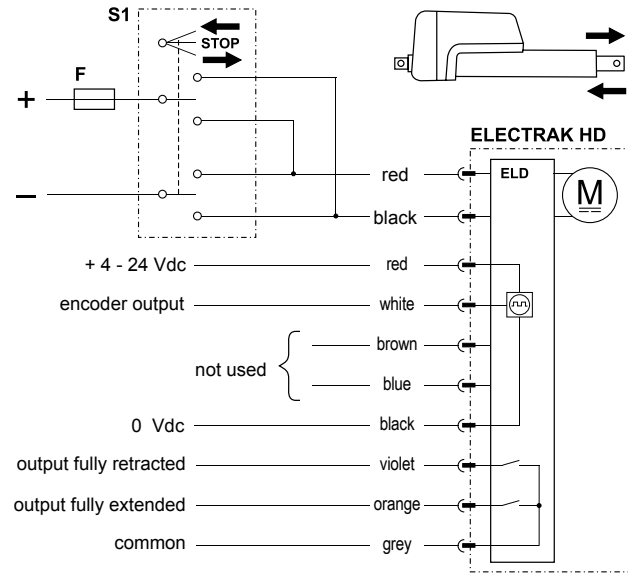 S1
STOP
F
+
–
ELECTRAK HD
red
ELD
M
black
+ 4 - 24 Vdc
red
encoder output
white
brown
not used
blue
0 Vdc
black
output fully retracted
violet
output fully extended
orange
common
grey